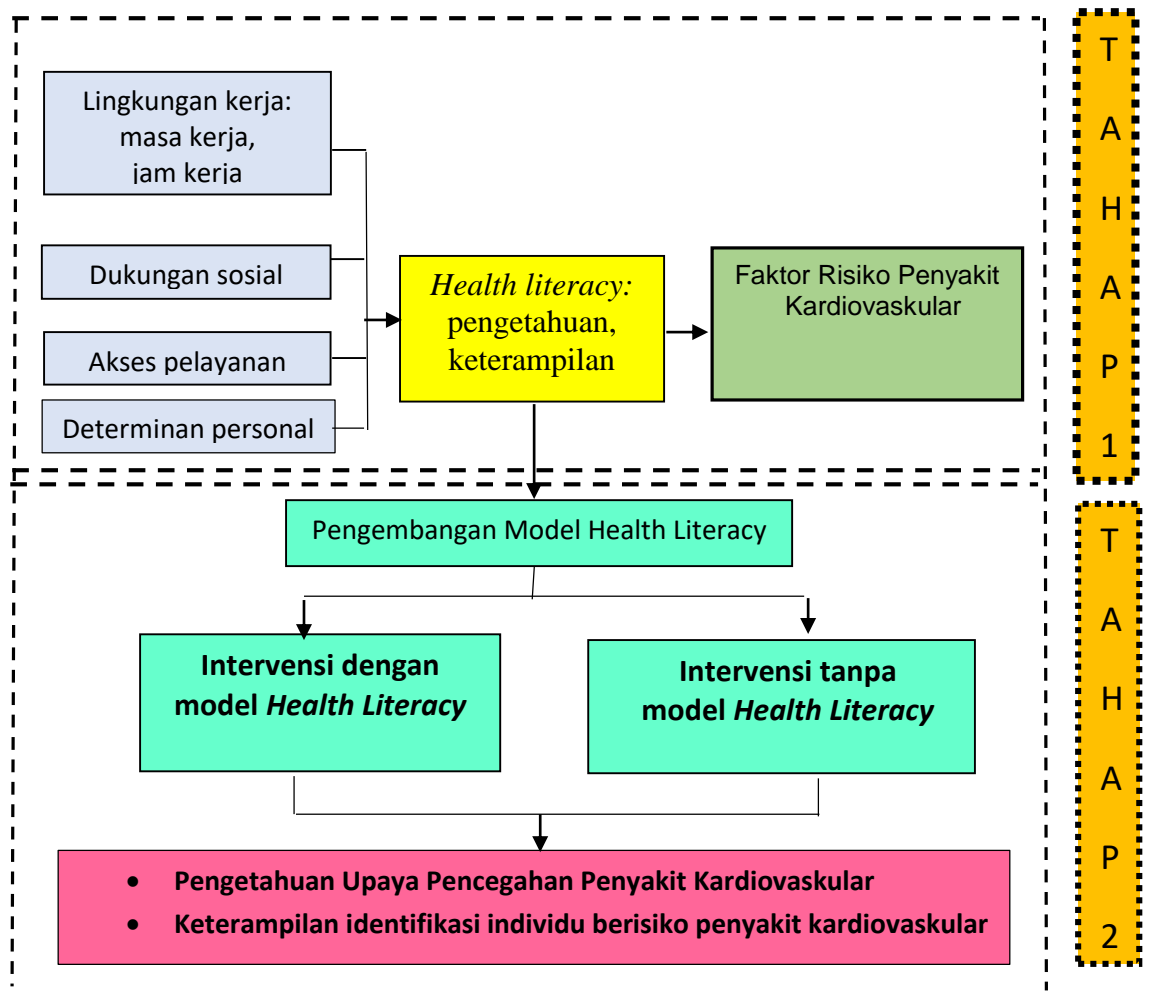 Lingkungan kerja:
masa kerja,
jam kerja
Dukungan sosial
Akses pelayanan
Determinan personal
Health literacy:
pengetahuan,
keterampilan
Faktor Risiko Penyakit
Kardiovaskular
T
A
H
A
P
1
Pengembangan Model Health Literacy
Intervensi dengan
model Health Literacy
Intervensi tanpa
model Health Literacy
• Pengetahuan Upaya Pencegahan Penyakit Kardiovaskular
• Keterampilan identifikasi individu berisiko penyakit kardiovaskular
T
A
H
A
P
2